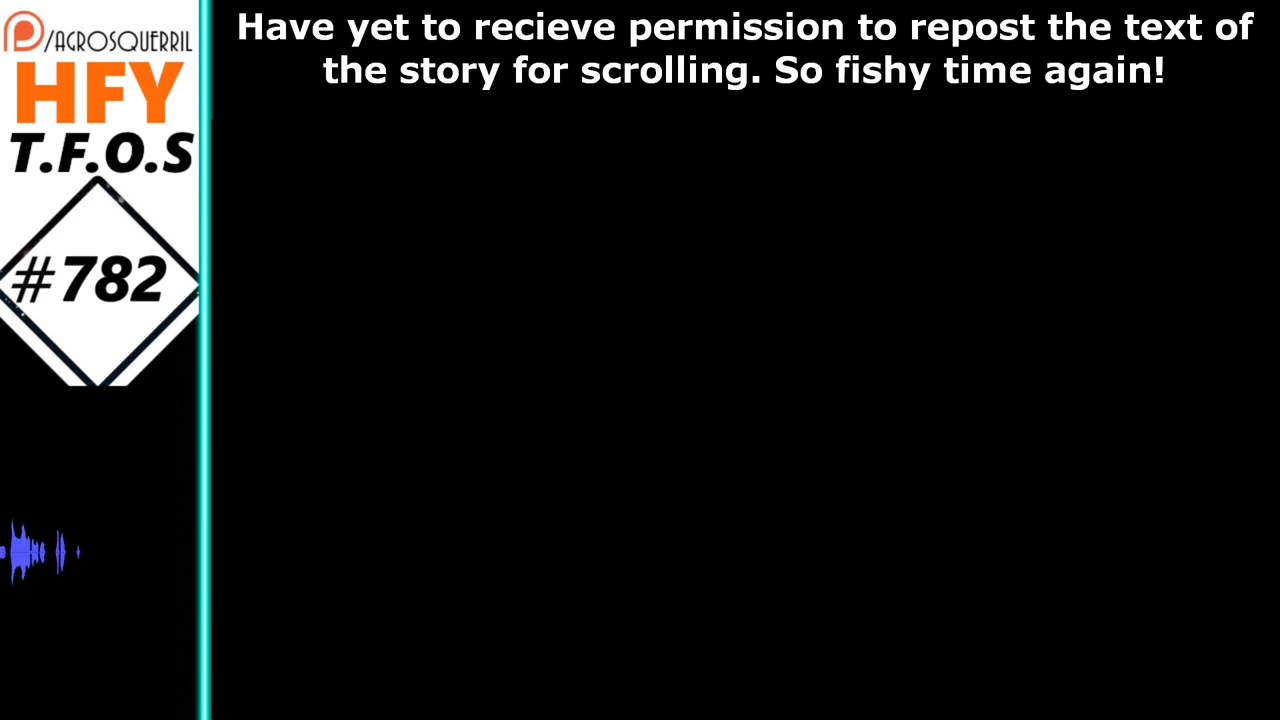 /AGROSQUERRIL
HFY
T.F.O.S
#782
Have yet to recieve permission to repost the text of
the story for scrolling. So fishy time again!